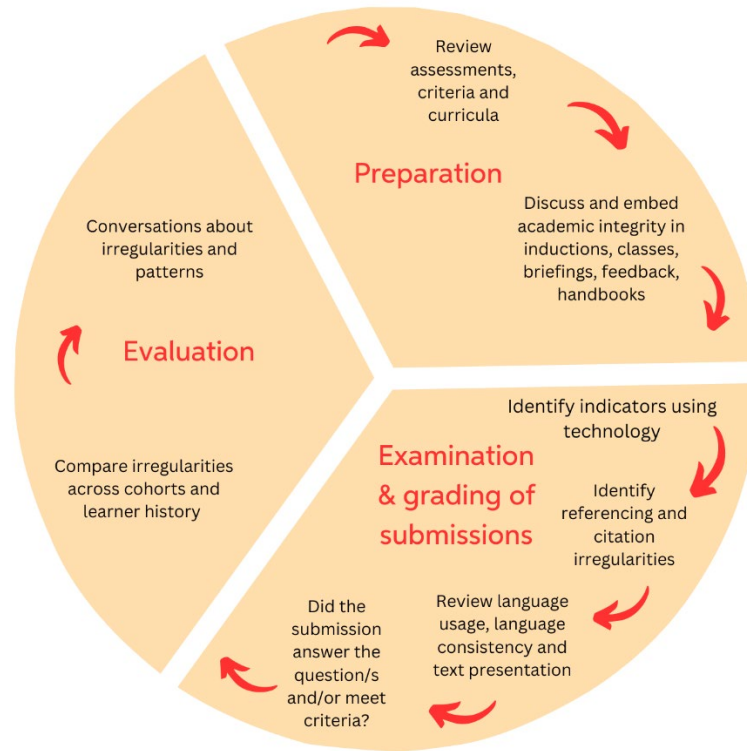 Review
assessments,
criteria and
curricula
Preparation
Discuss and embed
academic integrity in
inductions, classes,
briefings, feedback,
handbooks
Identify indicators using
technology
Examination
& grading of
submissions
Identify
referencing and
citation
irregularities
Review language
usage, language
consistency and
text presentation
Did the
submission
answer the
question/s
and/or meet
criteria?
Compare irregularities
across cohorts and
learner history
Evaluation
Conversations about
irregularities and
patterns